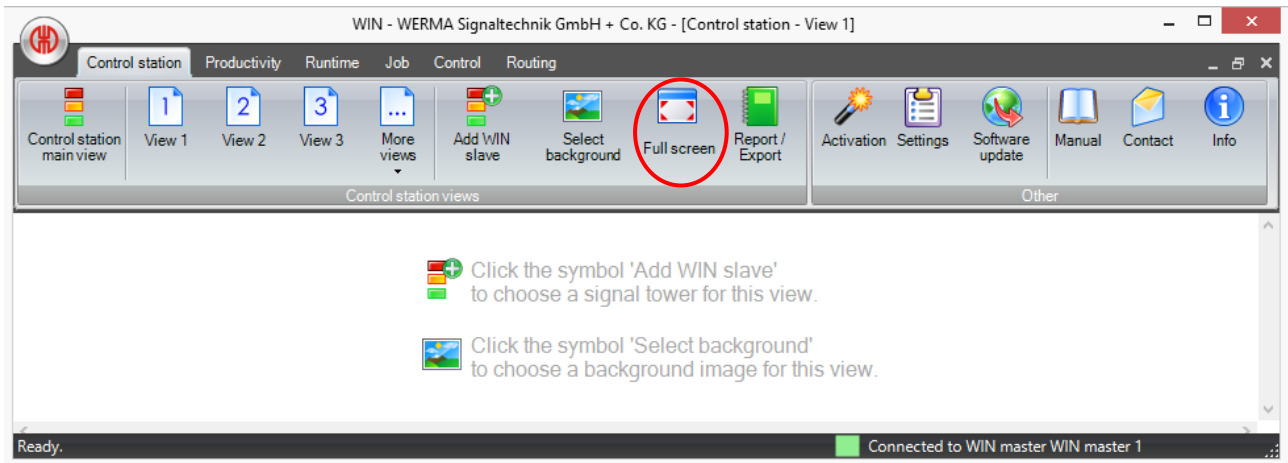 WIN - WERMA Signaltechnik GmbH + Co. KG - [Control station - View 1]
Control station Productivity Runtime Job Control Routing
Control station
main view
1
View 1
2
View 2
3
View 3
...
More
views
Add WIN
slave
Select
background
Full screen
Report /
Export
Activation
Settings
Software
update
Manual
Contact
i
Info
Control station views
Other
Click the symbol 'Add WIN slave'
to choose a signal tower for this view.
Click the symbol 'Select background'
to choose a background image for this view.
Ready.
Connected to WIN master WIN master 1